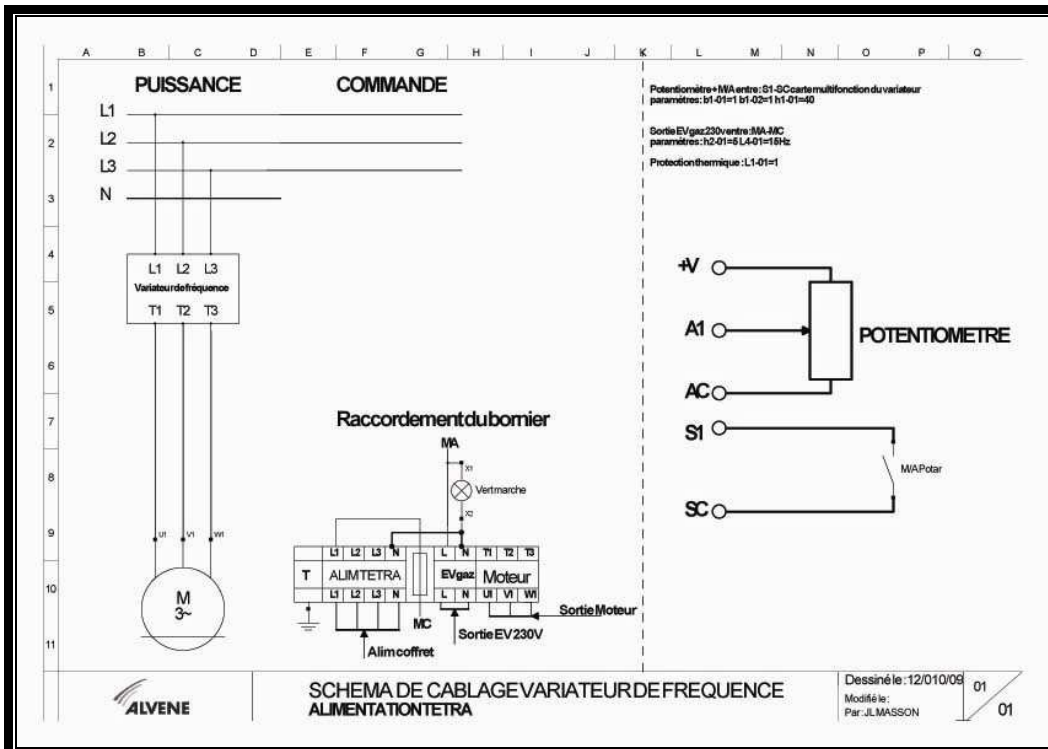 A B C D E F G H I J K L M N O P Q
1
2
3
4
5
6
7
8
9
10
11
PUISSANCE
COMMANDE
L1
L2
L3
N
L1 L2 L3
Variateur de fréquence
T1 T2 T3
U1 V1 W1
M
3~
Potentiomètre + M/A entre : S1-SC carte multifonction du variateur
paramétres : b1-01=1 b1-02=1 h1-01=40
Sortie EV gaz 230v entre : MA-MC
paramétres : h2-01=5 L4-01=15Hz
Protection thermique : L1-01=1
+V
A1
AC
POTENTIOMETRE
S1
SC
M/A Potar
Raccordement du bornier
MA
X1
Vert marche
X2
L1 L2 L3 N L N T1 T2 T3
T ALIM TETRA EV gaz Moteur
L1 L2 L3 N L N U1 V1 W1
MC
Sortie Moteur
Sortie EV 230V
Alim coffret
ALVENE
SCHEMA DE CABLAGE VARIATEUR DE FREQUENCE
ALIMENTATION TETRA
Dessiné le : 12/010/09
Modifié le :
Par : JL MASSON
01
01